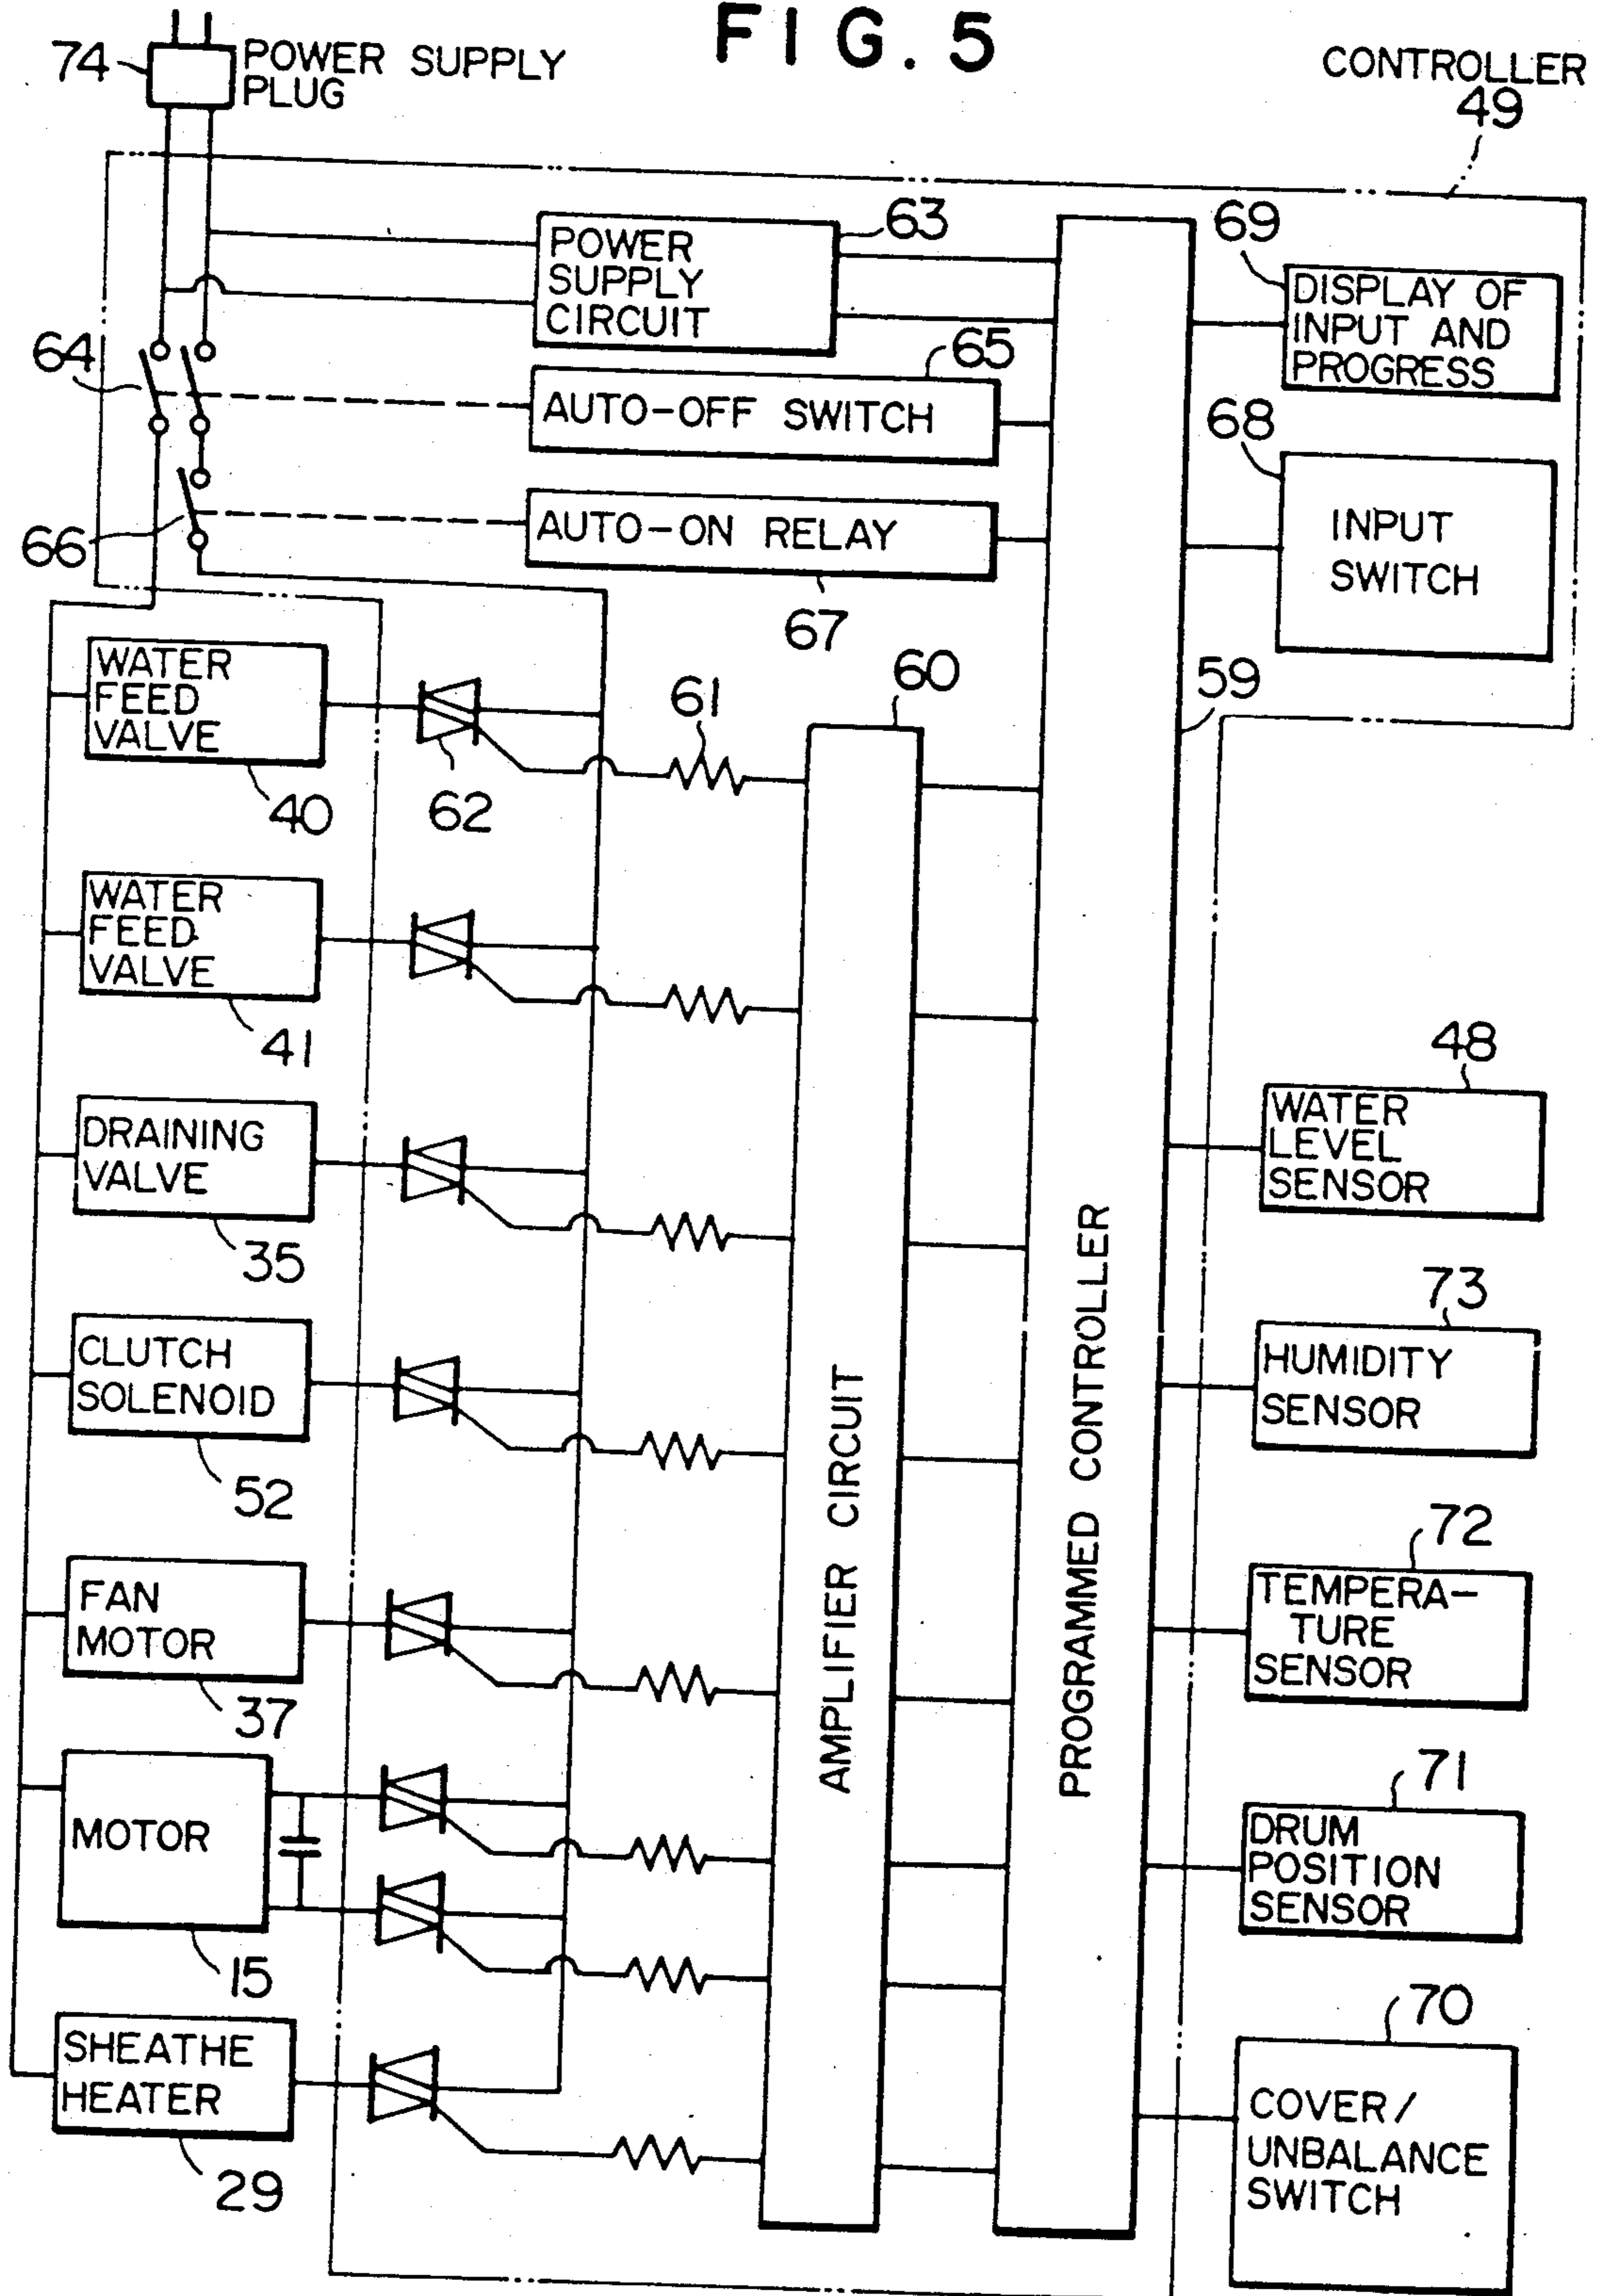 FIG. 5
74
POWER SUPPLY
PLUG
CONTROLLER
49
63
POWER
SUPPLY
CIRCUIT
69
DISPLAY OF
INPUT AND
PROGRESS
64
65
AUTO-OFF SWITCH
68
INPUT
SWITCH
66
AUTO-ON RELAY
67
WATER
FEED
VALVE
40
62
61
60
59
WATER
FEED
VALVE
41
48
WATER
LEVEL
SENSOR
DRAINING
VALVE
35
73
HUMIDITY
SENSOR
CLUTCH
SOLENOID
52
AMPLIFIER CIRCUIT
PROGRAMMED CONTROLLER
72
TEMPERA-
TURE
SENSOR
FAN
MOTOR
37
71
DRUM
POSITION
SENSOR
MOTOR
15
70
COVER/
UNBALANCE
SWITCH
SHEATHE
HEATER
29